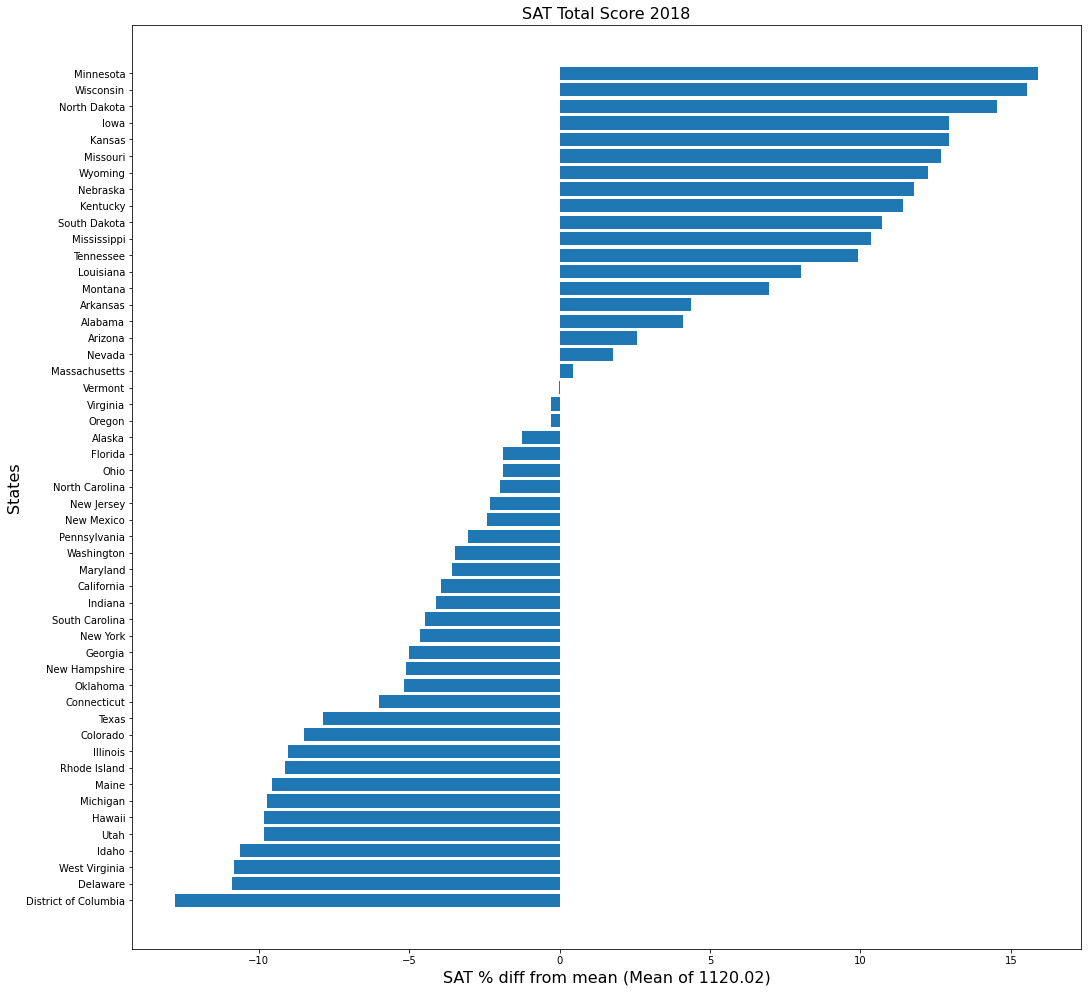 SAT Total Score 2018
States
Minnesota
Wisconsin
North Dakota
Iowa
Kansas
Missouri
Wyoming
Nebraska
Kentucky
South Dakota
Mississippi
Tennessee
Louisiana
Montana
Arkansas
Alabama
Arizona
Nevada
Massachusetts
Vermont
Virginia
Oregon
Alaska
Florida
Ohio
North Carolina
New Jersey
New Mexico
Pennsylvania
Washington
Maryland
California
Indiana
South Carolina
New York
Georgia
New Hampshire
Oklahoma
Connecticut
Texas
Colorado
Illinois
Rhode Island
Maine
Michigan
Hawaii
Utah
Idaho
West Virginia
Delaware
District of Columbia
−10 −5 0 5 10 15
SAT % diff from mean (Mean of 1120.02)